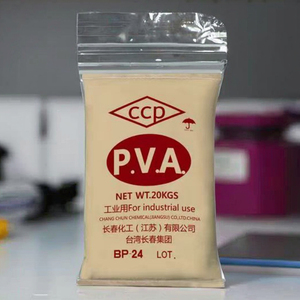 ccp
P.V.A.
NET WT.20KGS
工业用For industrial use
CHANG CHUN CHEMICAL(JIANGSU) CO.,LTD.CHINA
长春化工（江苏）有限公司
台湾长春集团
BP-24 LOT.